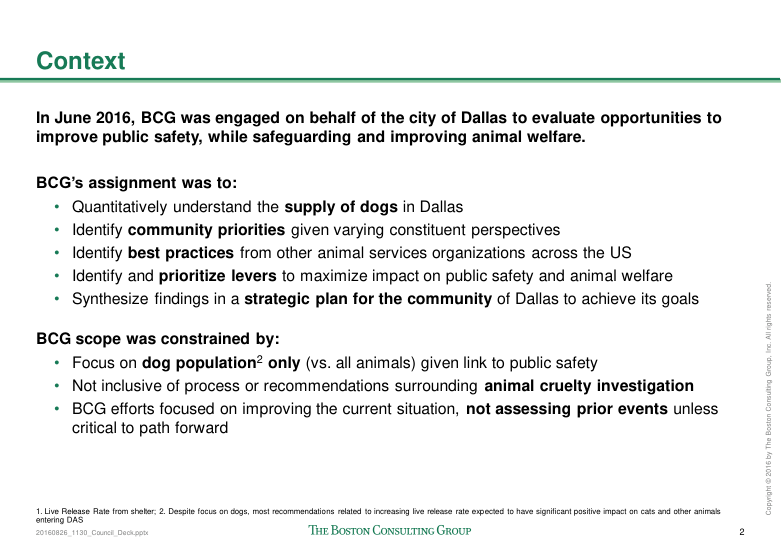 Context
In June 2016, BCG was engaged on behalf of the city of Dallas to evaluate opportunities to
improve public safety, while safeguarding and improving animal welfare.
BCG's assignment was to:
• Quantitatively understand the supply of dogs in Dallas
• Identify community priorities given varying constituent perspectives
• Identify best practices from other animal services organizations across the US
• Identify and prioritize levers to maximize impact on public safety and animal welfare
• Synthesize findings in a strategic plan for the community of Dallas to achieve its goals
BCG scope was constrained by:
• Focus on dog population² only (vs. all animals) given link to public safety
• Not inclusive of process or recommendations surrounding animal cruelty investigation
• BCG efforts focused on improving the current situation, not assessing prior events unless
critical to path forward
1. Live Release Rate from shelter; 2. Despite focus on dogs, most recommendations related to increasing live release rate expected to have significant positive impact on cats and other animals
entering DAS
20160826_1130_Council_Deck.pptx
THE BOSTON CONSULTING GROUP
2
Copyright © 2016 by The Boston Consulting Group, Inc. All rights reserved.